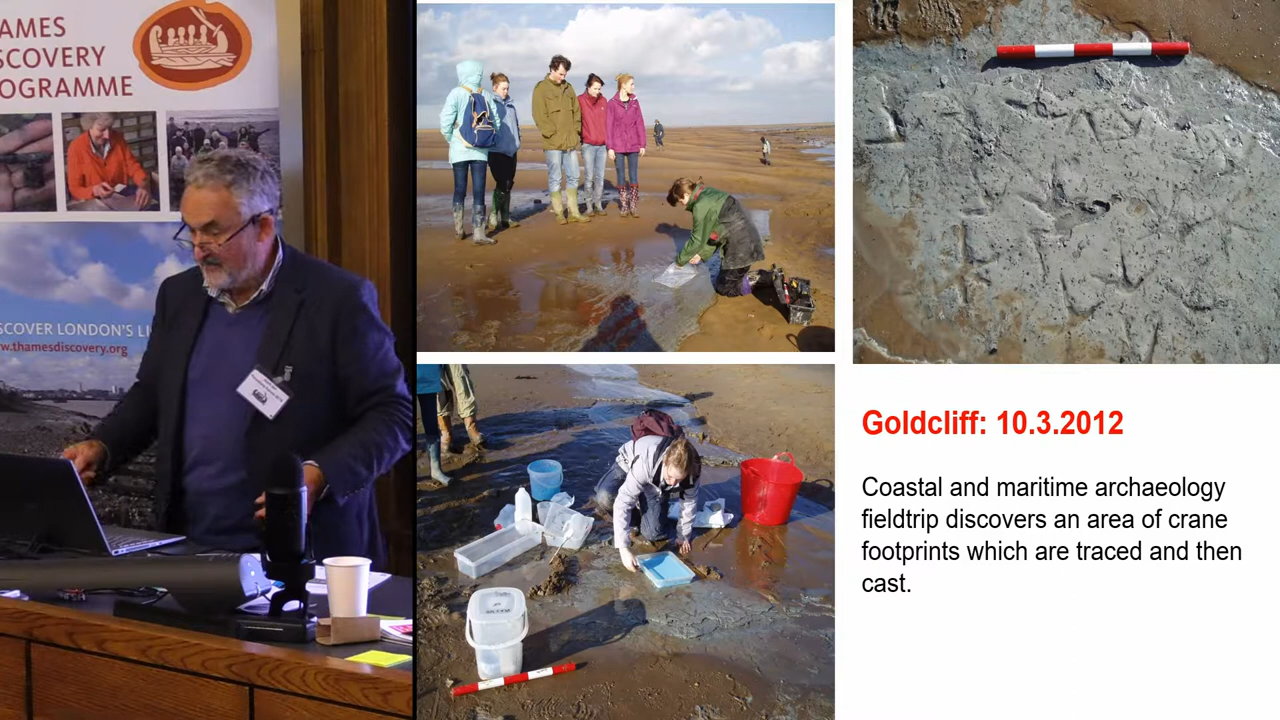 AMES
SCOVERY
OGRAMME
SCOVER LONDON'S LI
w.thamesdiscovery.org
Goldcliff: 10.3.2012
Coastal and maritime archaeology
fieldtrip discovers an area of crane
footprints which are traced and then
cast.